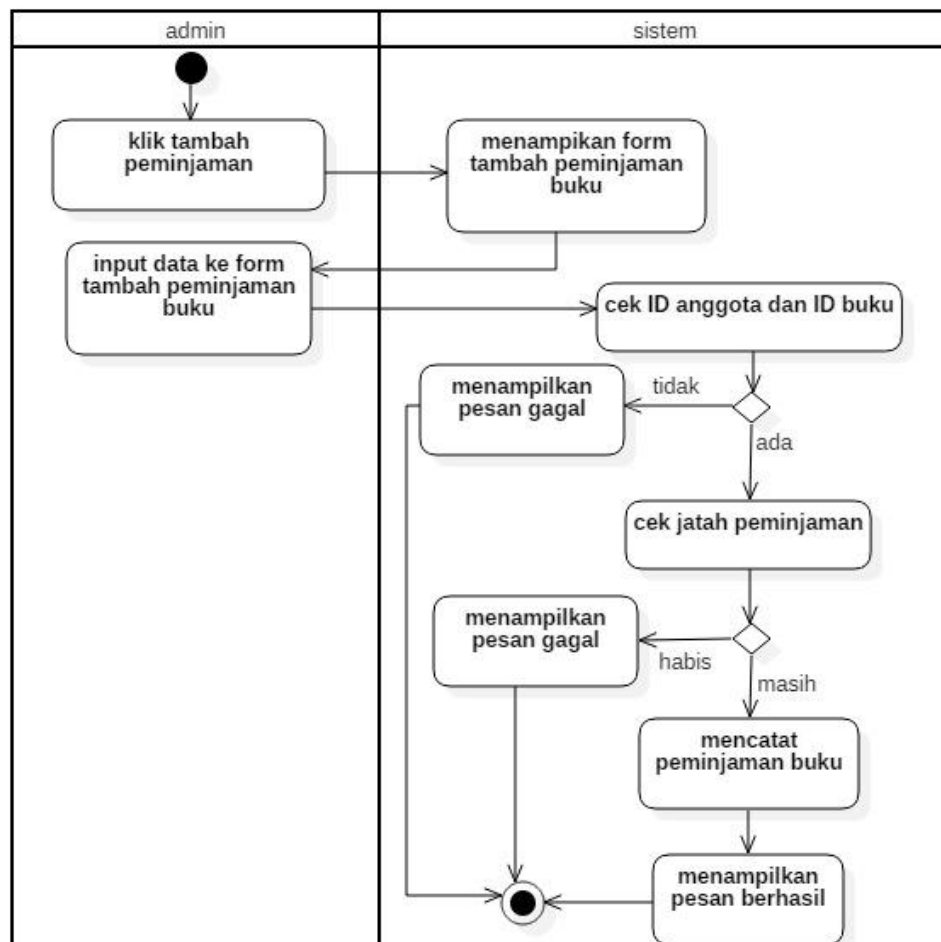 admin
sistem
klik tambah
peminjaman
menampikan form
tambah peminjaman
buku
input data ke form
tambah peminjaman
buku
cek ID anggota dan ID buku
tidak
menampilkan
pesan gagal
ada
cek jatah peminjaman
menampilkan
pesan gagal
habis
masih
mencatat
peminjaman buku
menampilkan
pesan berhasil